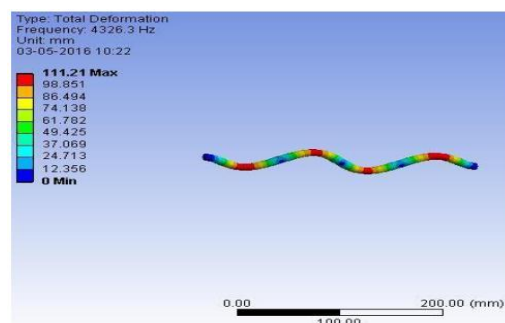 Type: Total Deformation
Frequency: 4326.3 Hz
Unit: mm
03-05-2016 10:22
111.21 Max
98.851
86.494
74.138
61.782
49.425
37.069
24.713
12.356
0 Min
0.00 200.00 (mm)
100.00